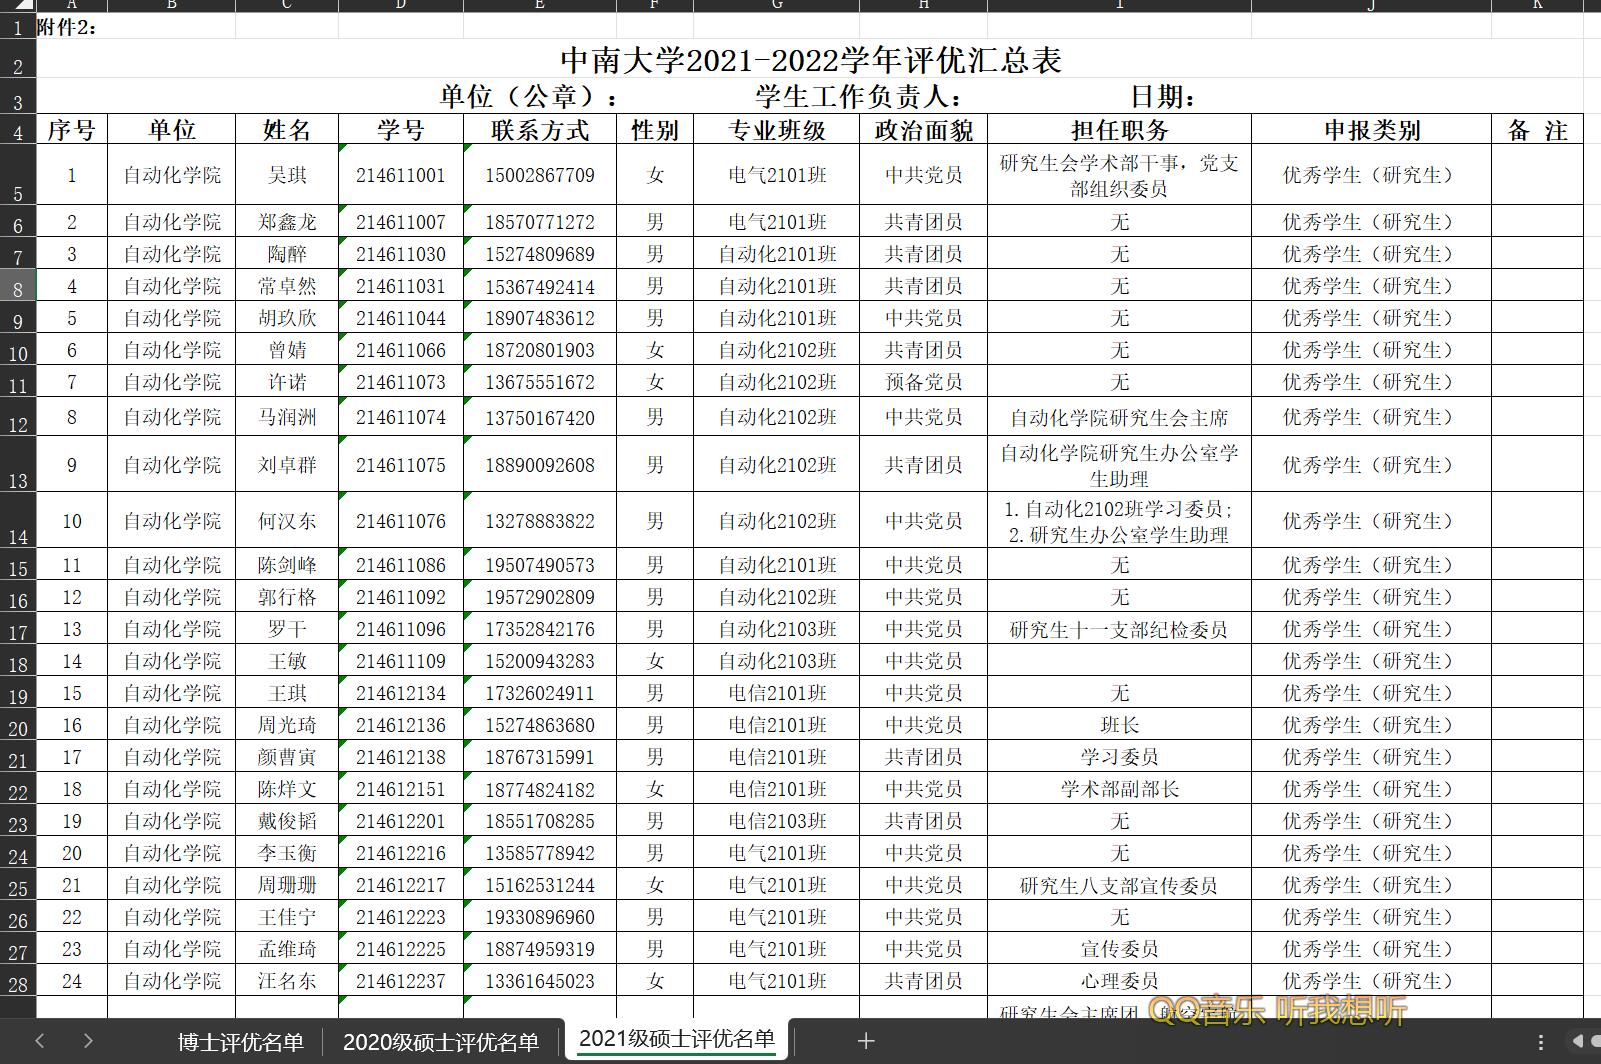 A B C D E F G H I J K
1 附件2：
2 中南大学2021-2022学年评优汇总表
3 单位（公章）： 学生工作负责人： 日期：
4 序号 单位 姓名 学号 联系方式 性别 专业班级 政治面貌 担任职务 申报类别 备 注
5 1 自动化学院 吴琪 214611001 15002867709 女 电气2101班 中共党员 研究生会学术部干事，党支部组织委员 优秀学生（研究生）
6 2 自动化学院 郑鑫龙 214611007 18570771272 男 电气2101班 共青团员 无 优秀学生（研究生）
7 3 自动化学院 陶醉 214611030 15274809689 男 自动化2101班 共青团员 无 优秀学生（研究生）
8 4 自动化学院 常卓然 214611031 15367492414 男 自动化2101班 共青团员 无 优秀学生（研究生）
9 5 自动化学院 胡玖欣 214611044 18907483612 男 自动化2101班 中共党员 无 优秀学生（研究生）
10 6 自动化学院 曾婧 214611066 18720801903 女 自动化2102班 共青团员 无 优秀学生（研究生）
11 7 自动化学院 许诺 214611073 13675551672 女 自动化2102班 预备党员 无 优秀学生（研究生）
12 8 自动化学院 马润洲 214611074 13750167420 男 自动化2102班 中共党员 自动化学院研究生会主席 优秀学生（研究生）
13 9 自动化学院 刘卓群 214611075 18890092608 男 自动化2102班 共青团员 自动化学院研究生办公室学生助理 优秀学生（研究生）
14 10 自动化学院 何汉东 214611076 13278883822 男 自动化2102班 中共党员 1.自动化2102班学习委员; 2.研究生办公室学生助理 优秀学生（研究生）
15 11 自动化学院 陈剑峰 214611086 19507490573 男 自动化2101班 中共党员 无 优秀学生（研究生）
16 12 自动化学院 郭行格 214611092 19572902809 男 自动化2102班 中共党员 无 优秀学生（研究生）
17 13 自动化学院 罗干 214611096 17352842176 男 自动化2103班 中共党员 研究生十一支部纪检委员 优秀学生（研究生）
18 14 自动化学院 王敏 214611109 15200943283 女 自动化2103班 中共党员 优秀学生（研究生）
19 15 自动化学院 王琪 214612134 17326024911 男 电信2101班 中共党员 无 优秀学生（研究生）
20 16 自动化学院 周光琦 214612136 15274863680 男 电信2101班 中共党员 班长 优秀学生（研究生）
21 17 自动化学院 颜曹寅 214612138 18767315991 男 电信2101班 共青团员 学习委员 优秀学生（研究生）
22 18 自动化学院 陈烊文 214612151 18774824182 女 电信2101班 中共党员 学术部副部长 优秀学生（研究生）
23 19 自动化学院 戴俊韬 214612201 18551708285 男 电信2103班 共青团员 无 优秀学生（研究生）
24 20 自动化学院 李玉衡 214612216 13585778942 男 电气2101班 中共党员 无 优秀学生（研究生）
25 21 自动化学院 周珊珊 214612217 15162531244 女 电气2101班 中共党员 研究生八支部宣传委员 优秀学生（研究生）
26 22 自动化学院 王佳宁 214612223 19330896960 男 电气2101班 中共党员 无 优秀学生（研究生）
27 23 自动化学院 孟维琦 214612225 18874959319 男 电气2101班 中共党员 宣传委员 优秀学生（研究生）
28 24 自动化学院 汪名东 214612237 13361645023 女 电气2101班 共青团员 心理委员 优秀学生（研究生）
研究生会主席团
QQ音乐 听我想听
博士评优名单 2020级硕士评优名单 2021级硕士评优名单